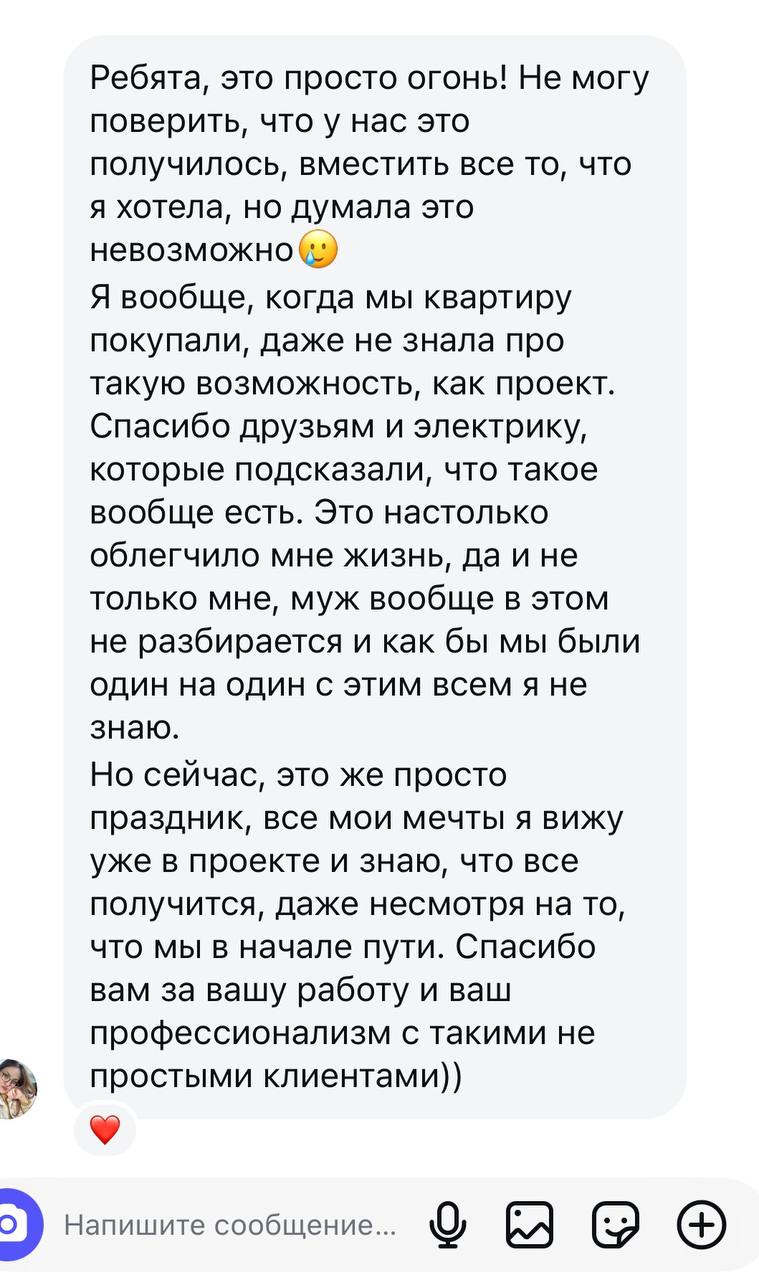 Ребята, это просто огонь! Не могу
поверить, что у нас это
получилось, вместить все то, что
я хотела, но думала это
невозможно🥲
Я вообще, когда мы квартиру
покупали, даже не знала про
такую возможность, как проект.
Спасибо друзьям и электрику,
которые подсказали, что такое
вообще есть. Это настолько
облегчило мне жизнь, да и не
только мне, муж вообще в этом
не разбирается и как бы мы были
один на один с этим всем я не
знаю.
Но сейчас, это же просто
праздник, все мои мечты я вижу
уже в проекте и знаю, что все
получится, даже несмотря на то,
что мы в начале пути. Спасибо
вам за вашу работу и ваш
профессионализм с такими не
простыми клиентами))
Напишите сообщение...